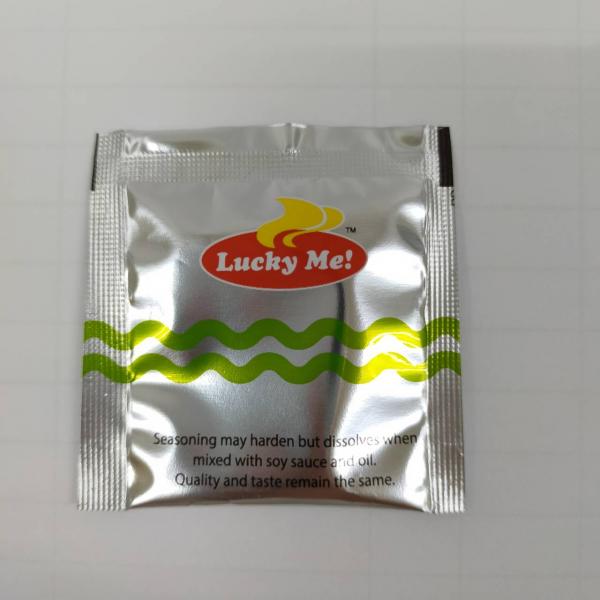 Lucky Me! ™
Seasoning may harden but dissolves when
mixed with soy sauce and oil.
Quality and taste remain the same.